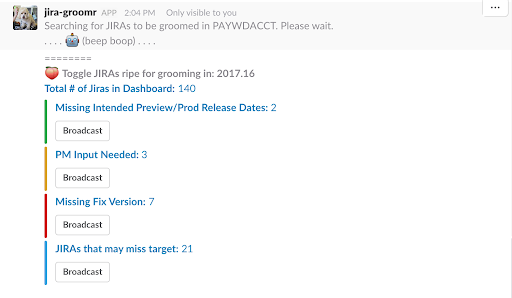 jira-groomr APP 2:04 PM Only visible to you
Searching for JIRAs to be groomed in PAYWDACCT. Please wait.
. . . . 🤖 (beep boop) . . . .
========
🍑 Toggle JIRAs ripe for grooming in: 2017.16
Total # of Jiras in Dashboard: 140
Missing Intended Preview/Prod Release Dates: 2
Broadcast
PM Input Needed: 3
Broadcast
Missing Fix Version: 7
Broadcast
JIRAs that may miss target: 21
Broadcast